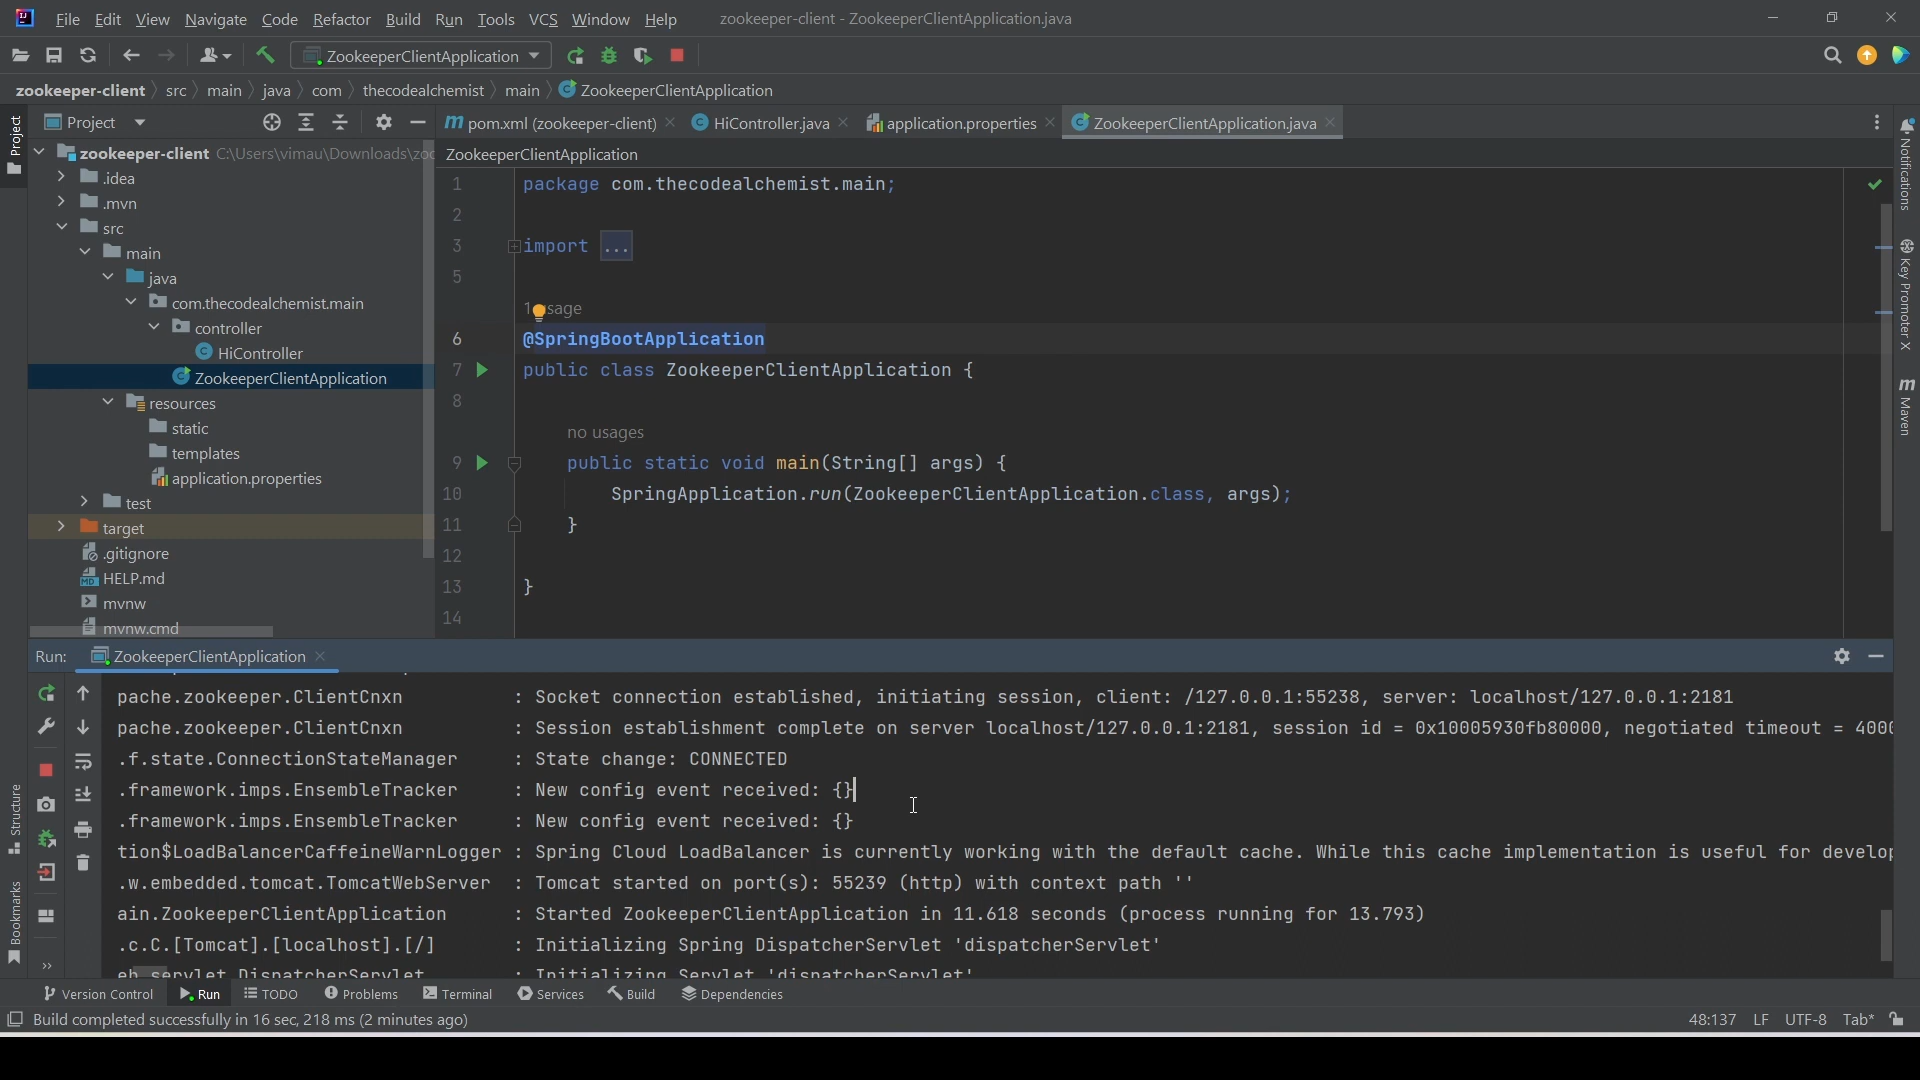 File Edit View Navigate Code Refactor Build Run Tools VCS Window Help zookeeper-client - ZookeeperClientApplication.java
ZookeeperClientApplication
zookeeper-client src main java com thecodealchemist main ZookeeperClientApplication
Project
pom.xml (zookeeper-client) HiController.java application.properties ZookeeperClientApplication.java
zookeeper-client C:\Users\vimau\Downloads\zoo
.idea
.mvn
src
main
java
com.thecodealchemist.main
controller
HiController
ZookeeperClientApplication
resources
static
templates
application.properties
test
target
.gitignore
HELP.md
mvnw
mvnw.cmd
ZookeeperClientApplication
1 package com.thecodealchemist.main;
2
3 import ...
5
6 @SpringBootApplication
7 public class ZookeeperClientApplication {
8
no usages
9 public static void main(String[] args) {
10 SpringApplication.run(ZookeeperClientApplication.class, args);
11 }
12
13 }
14
Project
Structure
Bookmarks
Notifications
Key Promoter X
Maven
Run: ZookeeperClientApplication
pache.zookeeper.ClientCnxn : Socket connection established, initiating session, client: /127.0.0.1:55238, server: localhost/127.0.0.1:2181
pache.zookeeper.ClientCnxn : Session establishment complete on server localhost/127.0.0.1:2181, session id = 0x10005930fb80000, negotiated timeout = 4000
.f.state.ConnectionStateManager : State change: CONNECTED
.framework.imps.EnsembleTracker : New config event received: {}
.framework.imps.EnsembleTracker : New config event received: {}
tion$LoadBalancerCaffeineWarnLogger : Spring Cloud LoadBalancer is currently working with the default cache. While this cache implementation is useful for develop
.w.embedded.tomcat.TomcatWebServer : Tomcat started on port(s): 55239 (http) with context path ''
ain.ZookeeperClientApplication : Started ZookeeperClientApplication in 11.618 seconds (process running for 13.793)
.c.C.[Tomcat].[localhost].[/] : Initializing Spring DispatcherServlet 'dispatcherServlet'
servlet.DispatcherServlet : Initializing Servlet 'dispatcherServlet'
Version Control Run TODO Problems Terminal Services Build Dependencies
Build completed successfully in 16 sec, 218 ms (2 minutes ago) 48:137 LF UTF-8 Tab*